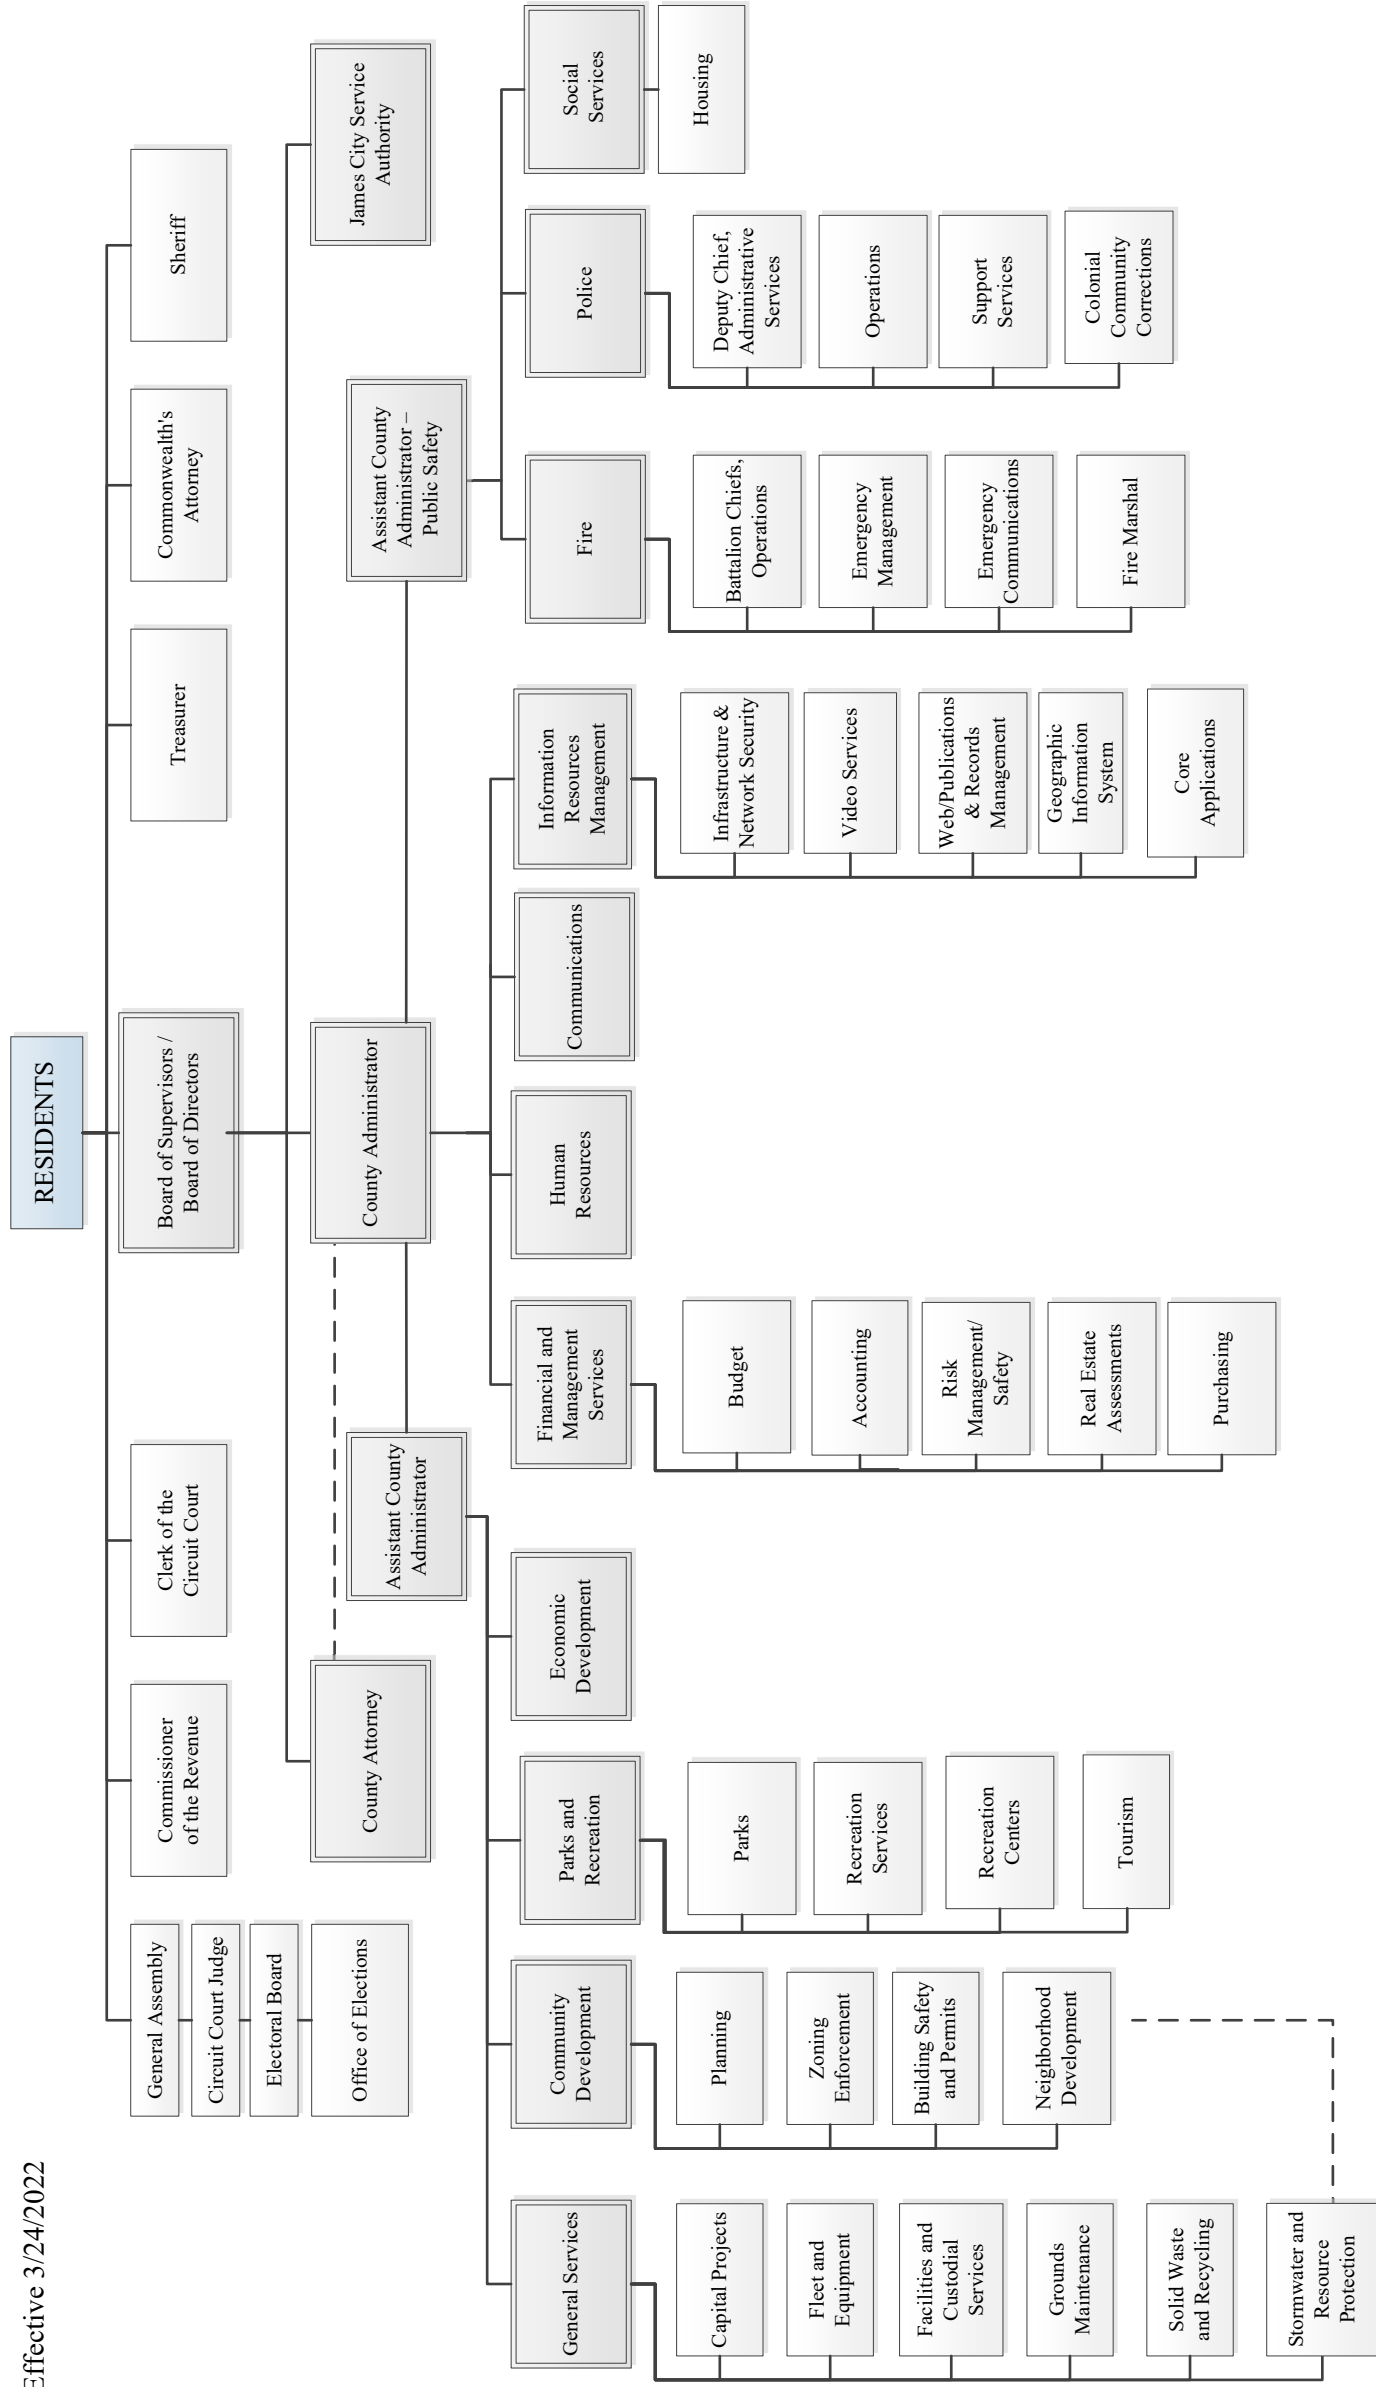 Effective 3/24/2022
RESIDENTS
General Assembly
Circuit Court Judge
Electoral Board
Office of Elections
Commissioner
of the Revenue
Clerk of the
Circuit Court
Board of Supervisors /
Board of Directors
Treasurer
Commonwealth's
Attorney
Sheriff
County Attorney
County Administrator
James City Service
Authority
Assistant County
Administrator
Assistant County
Administrator –
Public Safety
General Services
Capital Projects
Fleet and
Equipment
Facilities and
Custodial
Services
Grounds
Maintenance
Solid Waste
and Recycling
Stormwater and
Resource
Protection
Community
Development
Planning
Zoning
Enforcement
Building Safety
and Permits
Neighborhood
Development
Parks and
Recreation
Parks
Recreation
Services
Recreation
Centers
Tourism
Economic
Development
Financial and
Management
Services
Budget
Accounting
Risk
Management/
Safety
Real Estate
Assessments
Purchasing
Human
Resources
Communications
Information
Resources
Management
Infrastructure &
Network Security
Video Services
Web/Publications
& Records
Management
Geographic
Information
System
Core
Applications
Fire
Battalion Chiefs,
Operations
Emergency
Management
Emergency
Communications
Fire Marshal
Police
Deputy Chief,
Administrative
Services
Operations
Support
Services
Colonial
Community
Corrections
Social
Services
Housing